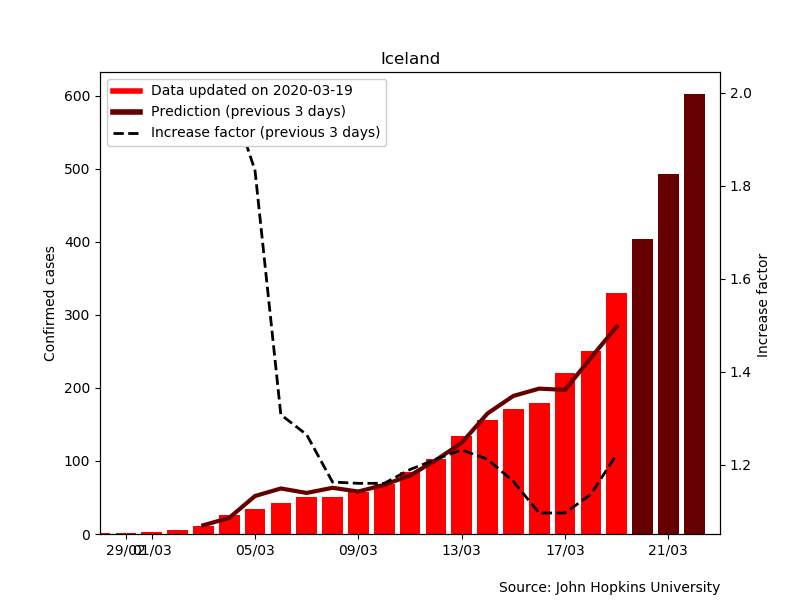 Iceland
Data updated on 2020-03-19
Prediction (previous 3 days)
Increase factor (previous 3 days)
Confirmed cases
600
500
400
300
200
100
0
2.0
1.8
1.6
1.4
1.2
Increase factor
29/02
01/03
05/03
09/03
13/03
17/03
21/03
Source: John Hopkins University